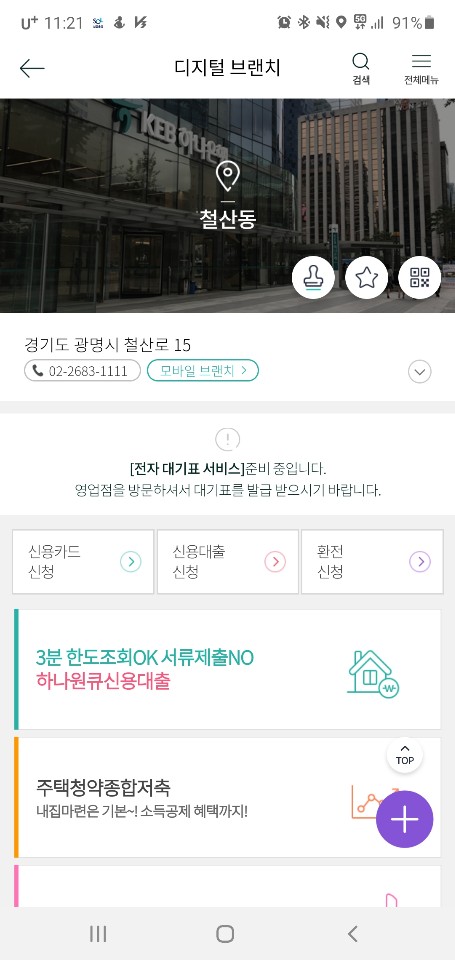 U+ 11:21
5G 91%
디지털 브랜치
검색
전체메뉴
KEB 하나은행
철산동
경기도 광명시 철산로 15
02-2683-1111
모바일 브랜치 >
[전자 대기표 서비스]준비 중입니다.
영업점을 방문하셔서 대기표를 발급 받으시기 바랍니다.
신용카드
신청
신용대출
신청
환전
신청
3분 한도조회OK 서류제출NO
하나원큐신용대출
TOP
주택청약종합저축
내집마련은 기본~! 소득공제 혜택까지!